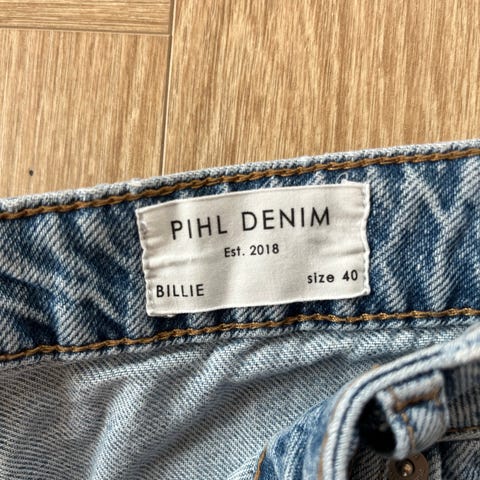 PIHL DENIM
Est. 2018
BILLIE size 40